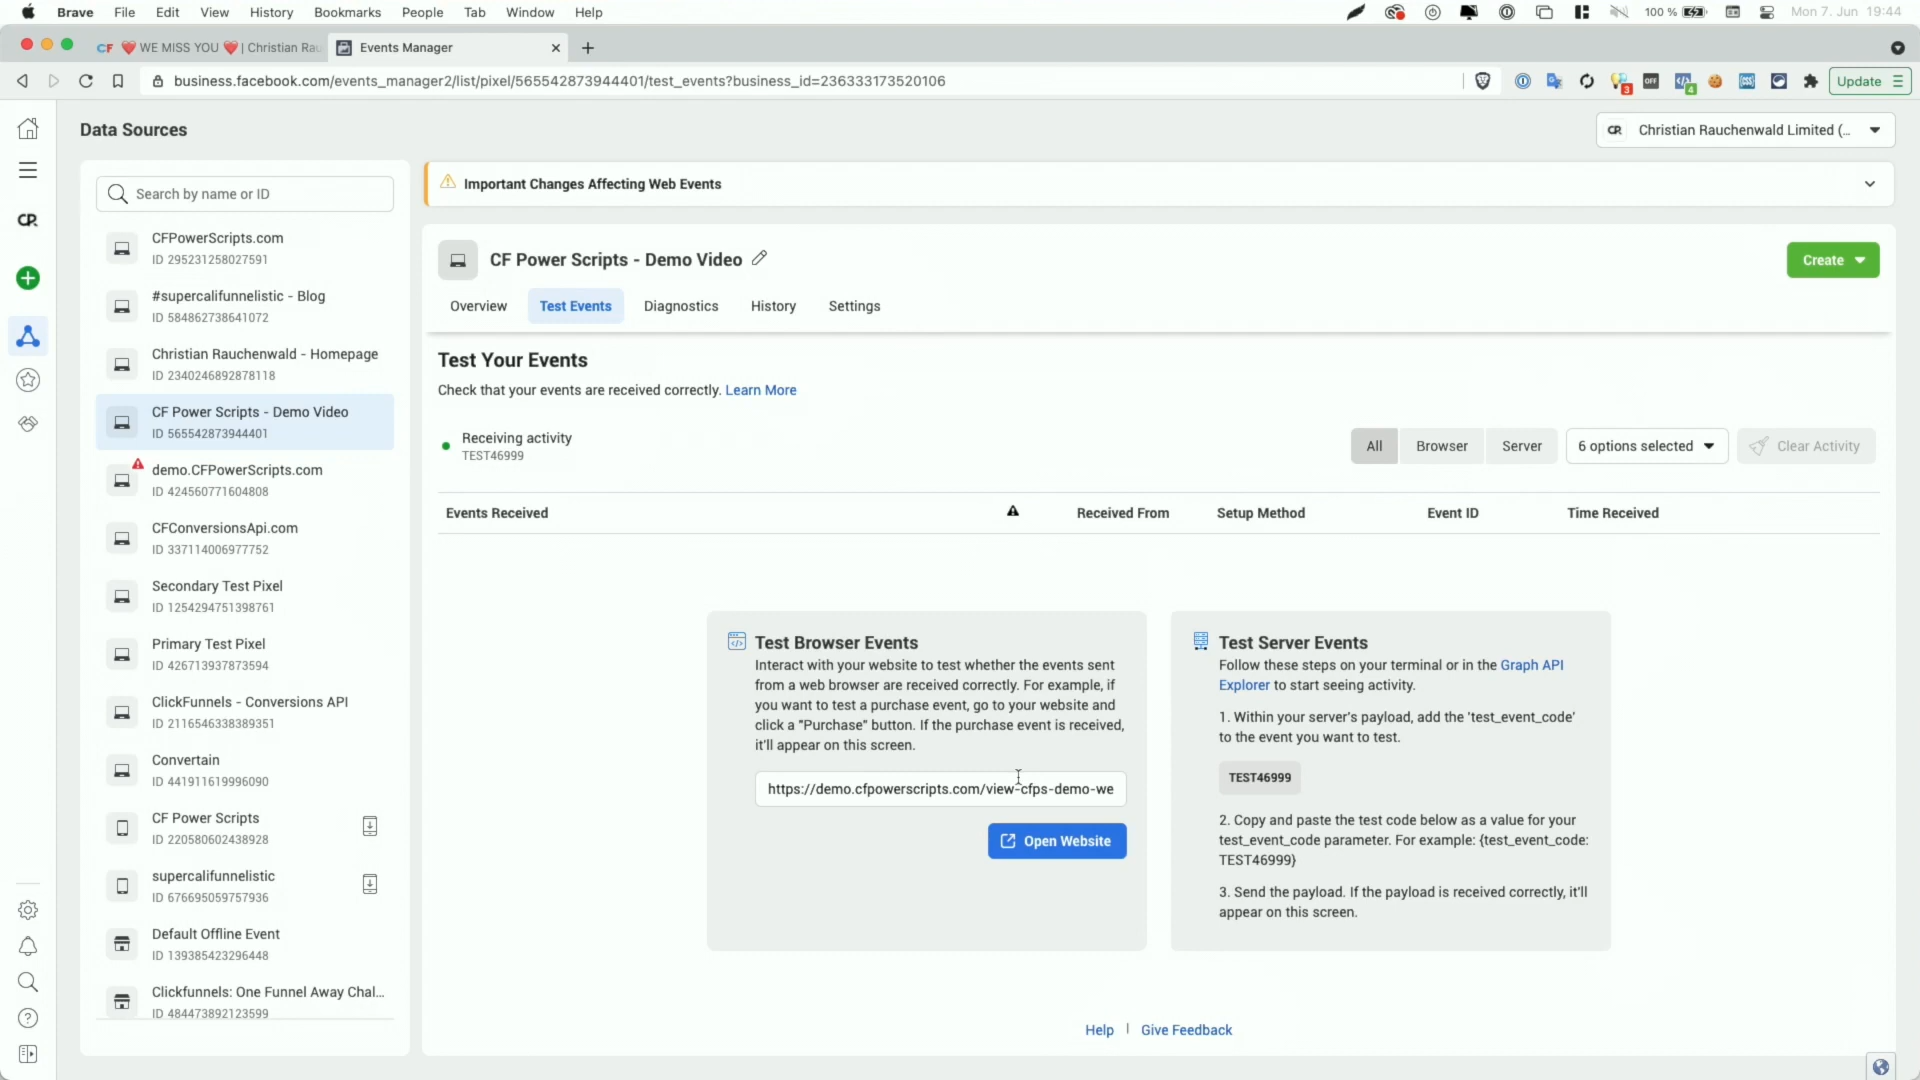 Brave File Edit View History Bookmarks People Tab Window Help
100 % Mon 7. Jun 19:44
CF ❤️ WE MISS YOU ❤️ | Christian Rau
Events Manager
business.facebook.com/events_manager2/list/pixel/565542873944401/test_events?business_id=236333173520106
OFF
3
4
Update
Data Sources
CR Christian Rauchenwald Limited (...
CR
Search by name or ID
CFPowerScripts.com
ID 295231258027591
#supercalifunnelistic - Blog
ID 584862738641072
Christian Rauchenwald - Homepage
ID 2340246892878118
CF Power Scripts - Demo Video
ID 565542873944401
demo.CFPowerScripts.com
ID 424560771604808
CFConversionsApi.com
ID 337114006977752
Secondary Test Pixel
ID 1254294751398761
Primary Test Pixel
ID 426713937873594
ClickFunnels - Conversions API
ID 2116546338389351
Convertain
ID 441911619996090
CF Power Scripts
ID 220580602438928
supercalifunnelistic
ID 676695059757936
Default Offline Event
ID 139385423296448
Clickfunnels: One Funnel Away Chal...
ID 484473892123599
Important Changes Affecting Web Events
CF Power Scripts - Demo Video
Create
Overview Test Events Diagnostics History Settings
Test Your Events
Check that your events are received correctly. Learn More
Receiving activity
TEST46999
All Browser Server 6 options selected Clear Activity
Events Received Received From Setup Method Event ID Time Received
Test Browser Events
Interact with your website to test whether the events sent
from a web browser are received correctly. For example, if
you want to test a purchase event, go to your website and
click a "Purchase" button. If the purchase event is received,
it'll appear on this screen.
https://demo.cfpowerscripts.com/view-cfps-demo-we
Open Website
Test Server Events
Follow these steps on your terminal or in the Graph API
Explorer to start seeing activity.
1. Within your server's payload, add the 'test_event_code'
to the event you want to test.
TEST46999
2. Copy and paste the test code below as a value for your
test_event_code parameter. For example: {test_event_code:
TEST46999}
3. Send the payload. If the payload is received correctly, it'll
appear on this screen.
Help | Give Feedback